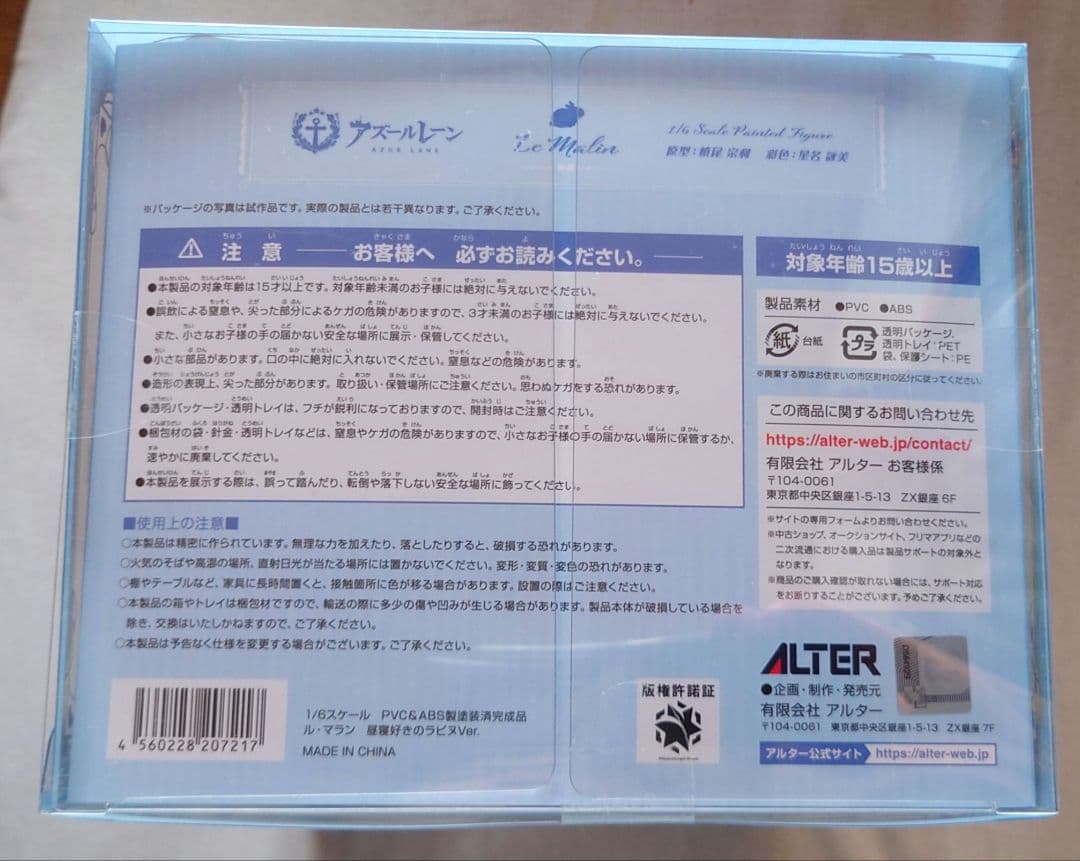 アズールレーン
AZUR LANE
Le Malin
1/6 Scale Painted Figure
原型:槙尾 宗利 彩色:星名 詠美
※パッケージの写真は試作品です。実際の製品とは若干異なります。ご了承ください。
⚠ 注意 お客様へ 必ずお読みください。
●本製品の対象年齢は15才以上です。対象年齢未満のお子様には絶対に与えないでください。
●誤飲による窒息や、尖った部分によるケガの危険がありますので、3才未満のお子様には絶対に与えないでください。
また、小さなお子様の手の届かない安全な場所に展示・保管してください。
●小さな部品があります。口の中に絶対に入れないでください。窒息などの危険があります。
●造形の表現上、尖った部分があります。取り扱い・保管場所にご注意ください。思わぬケガをする恐れがあります。
●透明パッケージ・透明トレイは、フチが鋭利になっておりますので、開封時はご注意ください。
●梱包材の袋・針金・透明トレイなどは、窒息やケガの危険がありますので、小さなお子様の手の届かない場所に保管するか、
速やかに廃棄してください。
●本製品を展示する際は、誤って踏んだり、転倒や落下しない安全な場所に飾ってください。
■使用上の注意■
○本製品は精密に作られています。無理な力を加えたり、落としたりすると、破損する恐れがあります。
○火気のそばや高温の場所、直射日光が当たる場所には置かないでください。変形・変質・変色の恐れがあります。
○棚やテーブルなど、家具に長時間置くと、接触箇所に色が移る場合があります。設置の際はご注意ください。
○本製品の箱やトレイは梱包材ですので、輸送の際に多少の傷や凹みが生じる場合があります。製品本体が破損している場合を
除き、交換はいたしかねますので、ご了承ください。
○本製品は予告なく仕様を変更する場合がございます。ご了承ください。
4 560228 207217
1/6スケール PVC&ABS製塗装済完成品
ル・マラン 昼寝好きのラピヌVer.
MADE IN CHINA
版権許諾証
対象年齢15歳以上
製品素材 ●PVC ●ABS
紙 台紙
プラ 透明パッケージ、
透明トレイ:PET
袋、保護シート:PE
※廃棄する際はお住まいの市区町村の区分に従ってください。
この商品に関するお問い合わせ先
https://alter-web.jp/contact/
有限会社 アルター お客様係
〒104-0061
東京都中央区銀座1-5-13 ZX銀座 6F
※サイトの専用フォームよりお問い合わせください。
※中古ショップ、オークションサイト、フリマアプリなどの
二次流通における購入品は製品サポートの対象外と
なります。
※商品のご購入確認が取れない場合には、サポート対応
をお断りすることがございます。予めご了承ください。
ALTER
●企画・制作・発売元
有限会社 アルター
〒104-0061 東京都中央区銀座1-5-13 ZX銀座 7F
アルター公式サイト https://alter-web.jp